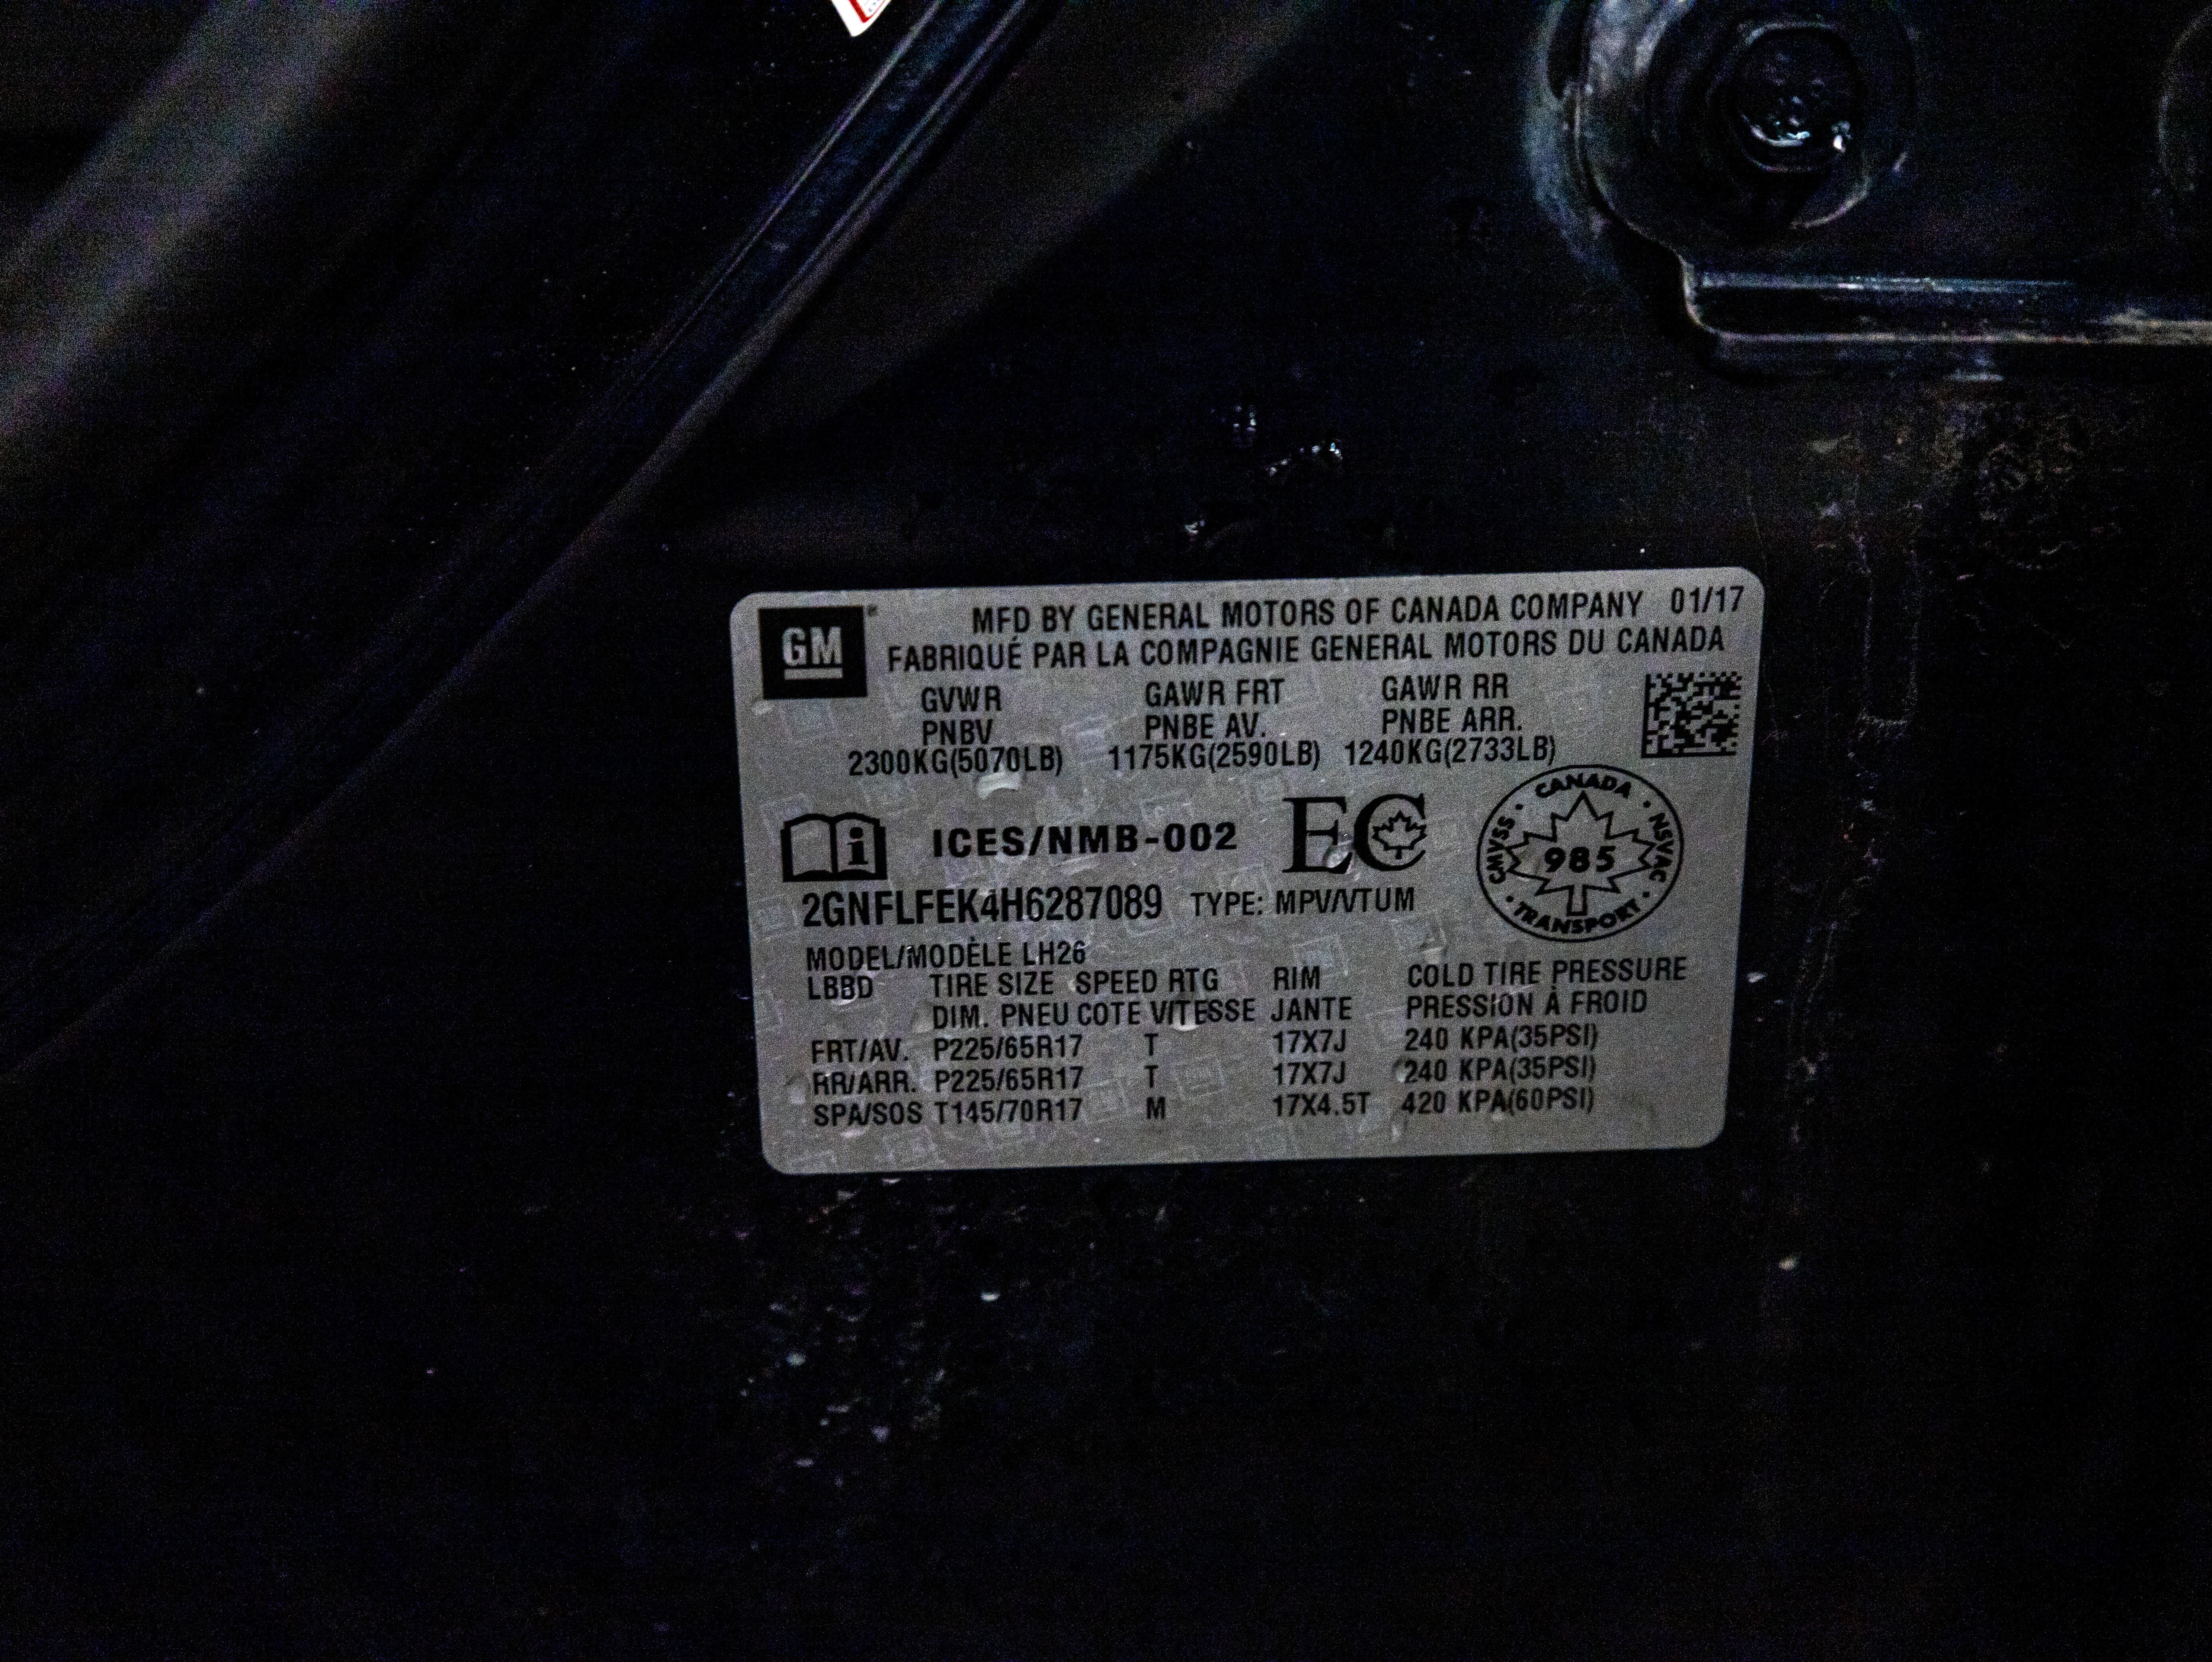 GM
MFD BY GENERAL MOTORS OF CANADA COMPANY 01/17
FABRIQUÉ PAR LA COMPAGNIE GENERAL MOTORS DU CANADA
GVWR GAWR FRT GAWR RR
PNBV PNBE AV. PNBE ARR.
2300KG(5070LB) 1175KG(2590LB) 1240KG(2733LB)
ICES/NMB-002 EC
CANADA
CMVSS 985 NSVAC
TRANSPORT
2GNFLFEK4H6287089 TYPE: MPV/VTUM
MODEL/MODÈLE LH26
LBBD TIRE SIZE SPEED RTG RIM COLD TIRE PRESSURE
DIM. PNEU COTE VITESSE JANTE PRESSION À FROID
FRT/AV. P225/65R17 T 17X7J 240 KPA(35PSI)
RR/ARR. P225/65R17 T 17X7J 240 KPA(35PSI)
SPA/SOS T145/70R17 M 17X4.5T 420 KPA(60PSI)